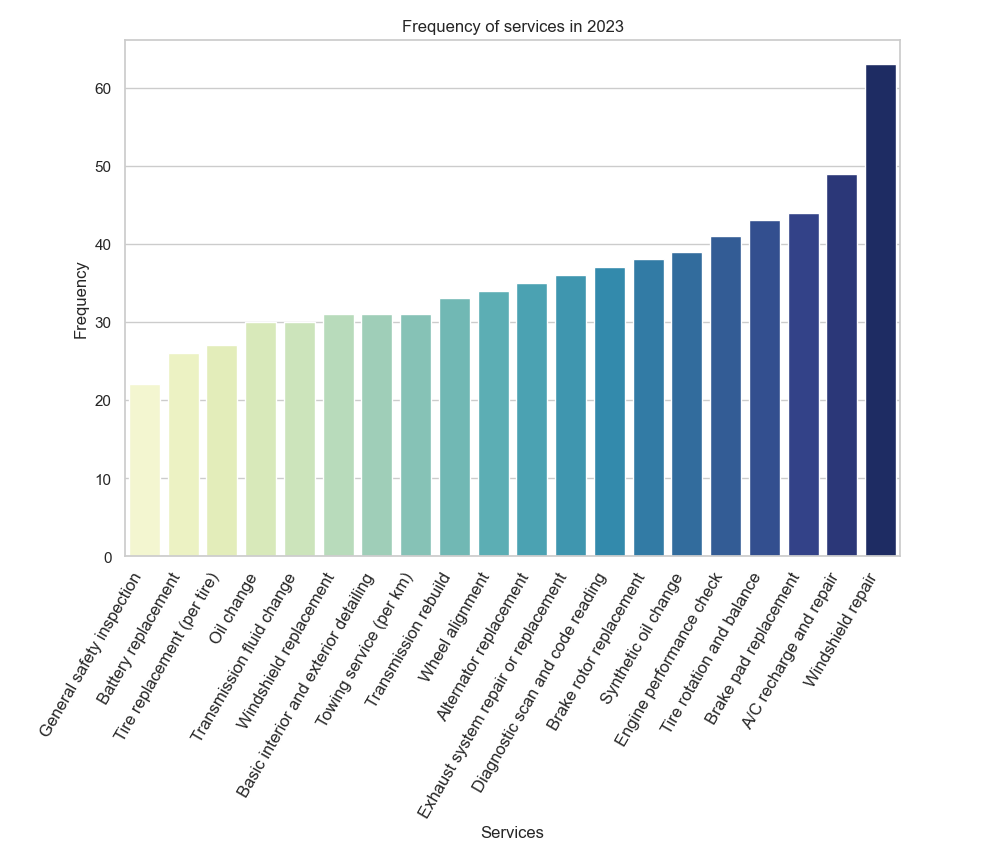 Frequency of services in 2023
60
50
40
30
20
10
0
Frequency
General safety inspection
Battery replacement
Tire replacement (per tire)
Oil change
Transmission fluid change
Windshield replacement
Basic interior and exterior detailing
Towing service (per km)
Transmission rebuild
Wheel alignment
Alternator replacement
Exhaust system repair or replacement
Diagnostic scan and code reading
Brake rotor replacement
Synthetic oil change
Engine performance check
Tire rotation and balance
Brake pad replacement
A/C recharge and repair
Windshield repair
Services